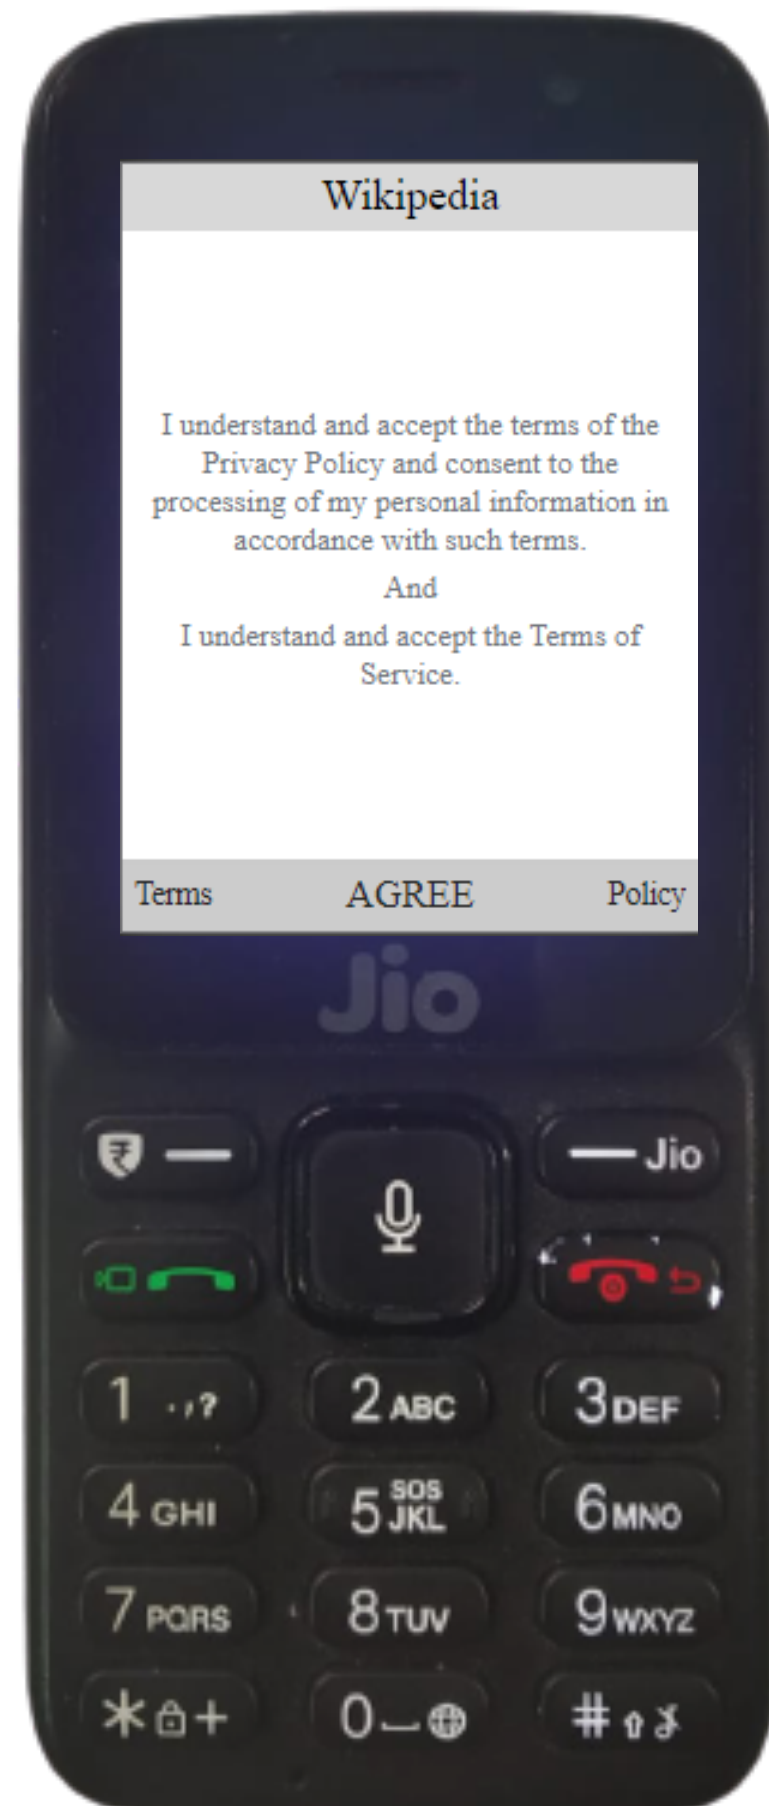 Wikipedia
I understand and accept the terms of the
Privacy Policy and consent to the
processing of my personal information in
accordance with such terms.
And
I understand and accept the Terms of
Service.
Terms AGREE Policy
Jio
₹ Jio
1 .,?
2 ABC
3 DEF
4 GHI
5 SOS JKL
6 MNO
7 PQRS
8 TUV
9 WXYZ
* +
0
#